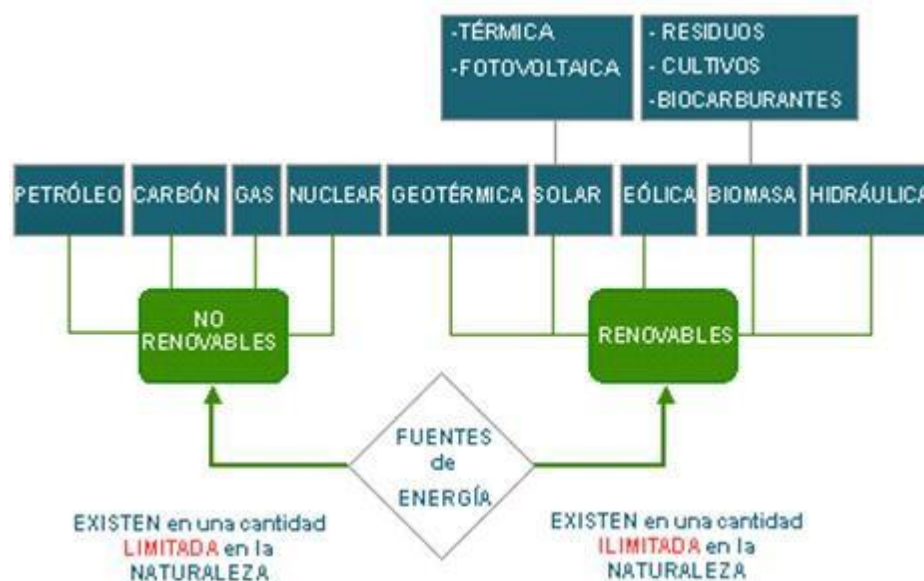 -TÉRMICA
-FOTOVOLTAICA
- RESIDUOS
- CULTIVOS
-BIOCARBURANTES
PETRÓLEO
CARBÓN
GAS
NUCLEAR
GEOTÉRMICA
SOLAR
EÓLICA
BIOMASA
HIDRÁULICA
NO
RENOVABLES
RENOVABLES
FUENTES
de
ENERGÍA
EXISTEN en una cantidad
LIMITADA en la
NATURALEZA
EXISTEN en una cantidad
ILIMITADA en la
NATURALEZA